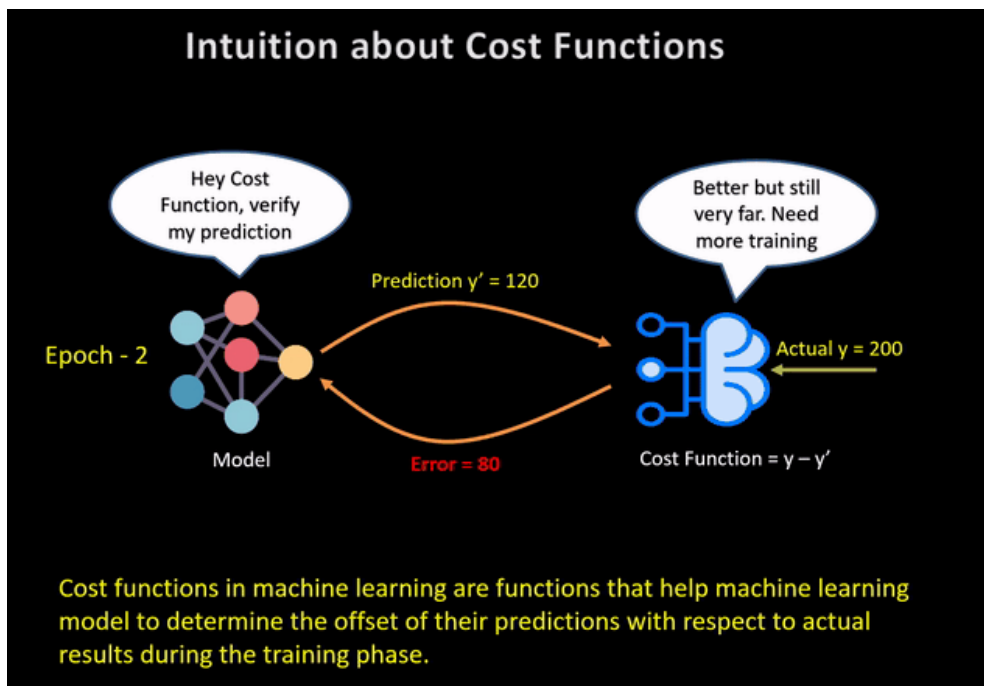 Intuition about Cost Functions
Hey Cost
Function, verify
my prediction
Better but still
very far. Need
more training
Prediction y’ = 120
Epoch - 2
Actual y = 200
Model
Error = 80
Cost Function = y – y’
Cost functions in machine learning are functions that help machine learning
model to determine the offset of their predictions with respect to actual
results during the training phase.